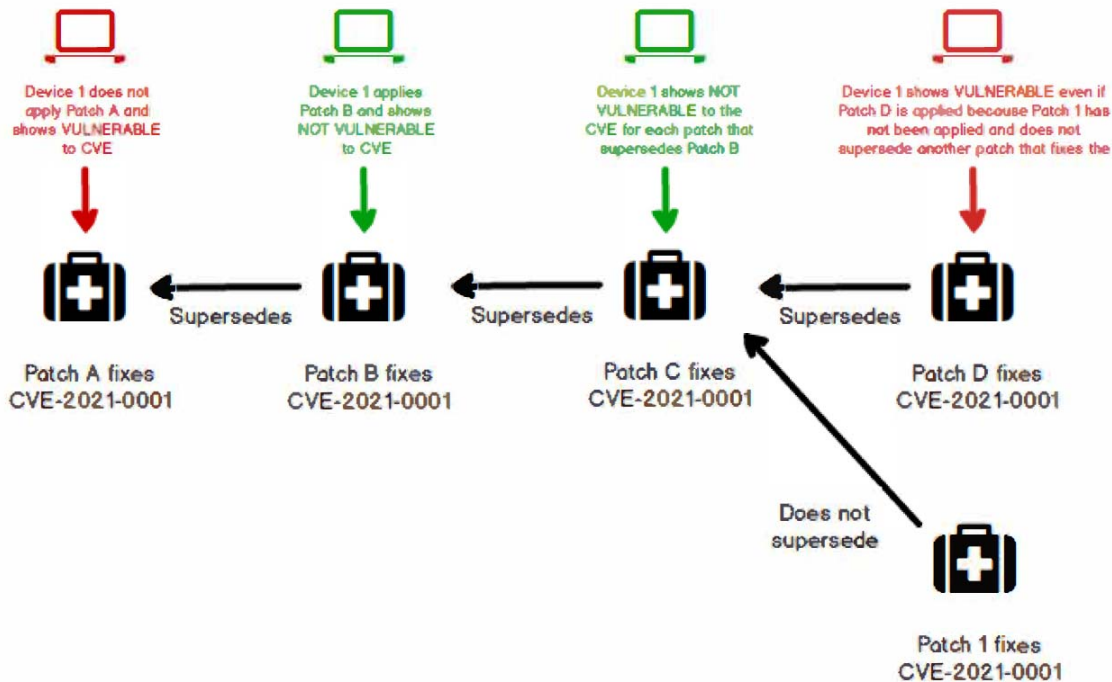 Device 1 does not
apply Patch A and
shows VULNERABLE
to CVE
Device 1 applies
Patch B and shows
NOT VULNERABLE
to CVE
Device 1 shows NOT
VULNERABLE to the
CVE for each patch that
supersedes Patch B
Device 1 shows VULNERABLE even if
Patch D is applied because Patch 1 has
not been applied and does not
supersede another patch that fixes the
Supersedes
Supersedes
Supersedes
Patch A fixes
CVE-2021-0001
Patch B fixes
CVE-2021-0001
Patch C fixes
CVE-2021-0001
Patch D fixes
CVE-2021-0001
Does not
supersede
Patch 1 fixes
CVE-2021-0001